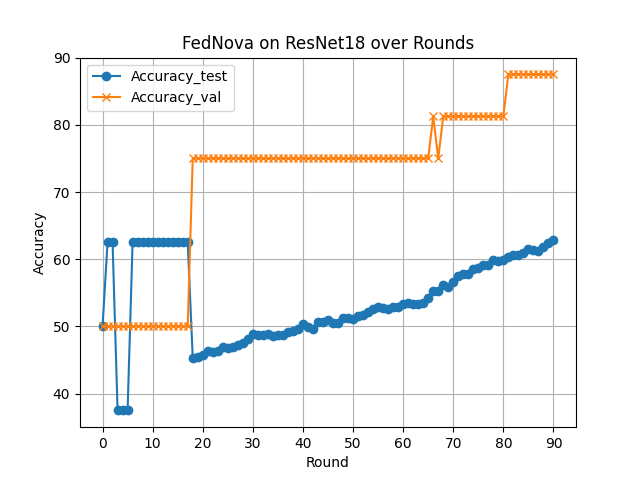 FedNova on ResNet18 over Rounds
Accuracy_test
Accuracy_val
Accuracy
90
80
70
60
50
40
0 10 20 30 40 50 60 70 80 90
Round